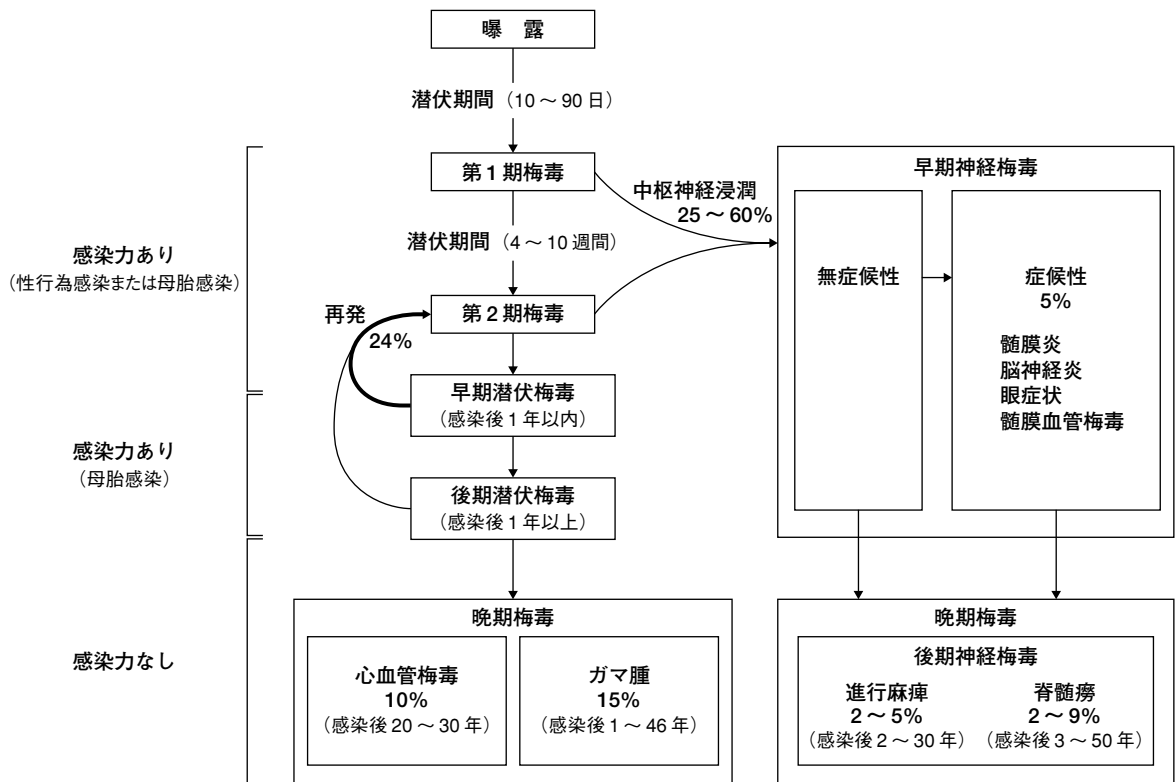 曝　露
潜伏期間（10～90日）
第1期梅毒
中枢神経浸潤
25～60%
潜伏期間（4～10週間）
第2期梅毒
再発
24%
早期潜伏梅毒
（感染後1年以内）
後期潜伏梅毒
（感染後1年以上）
感染力あり
（性行為感染または母胎感染）
感染力あり
（母胎感染）
感染力なし
早期神経梅毒
無症候性
症候性
5%
髄膜炎
脳神経炎
眼症状
髄膜血管梅毒
晩期梅毒
心血管梅毒
10%
（感染後20～30年）
ガマ腫
15%
（感染後1～46年）
晩期梅毒
後期神経梅毒
進行麻痺
2～5%
（感染後2～30年）
脊髄癆
2～9%
（感染後3～50年）